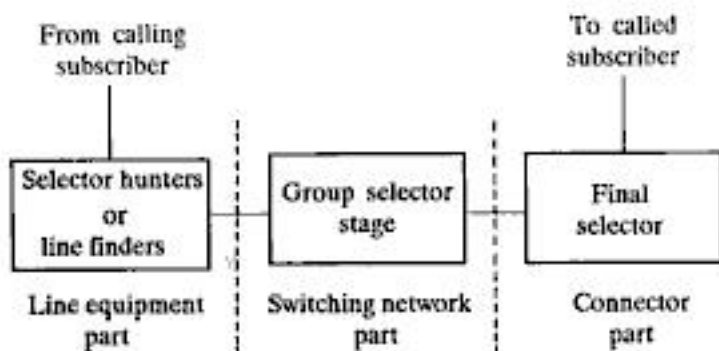 From calling
subscriber
To called
subscriber
Selector hunters
or
line finders
Group selector
stage
Final
selector
Line equipment
part
Switching network
part
Connector
part